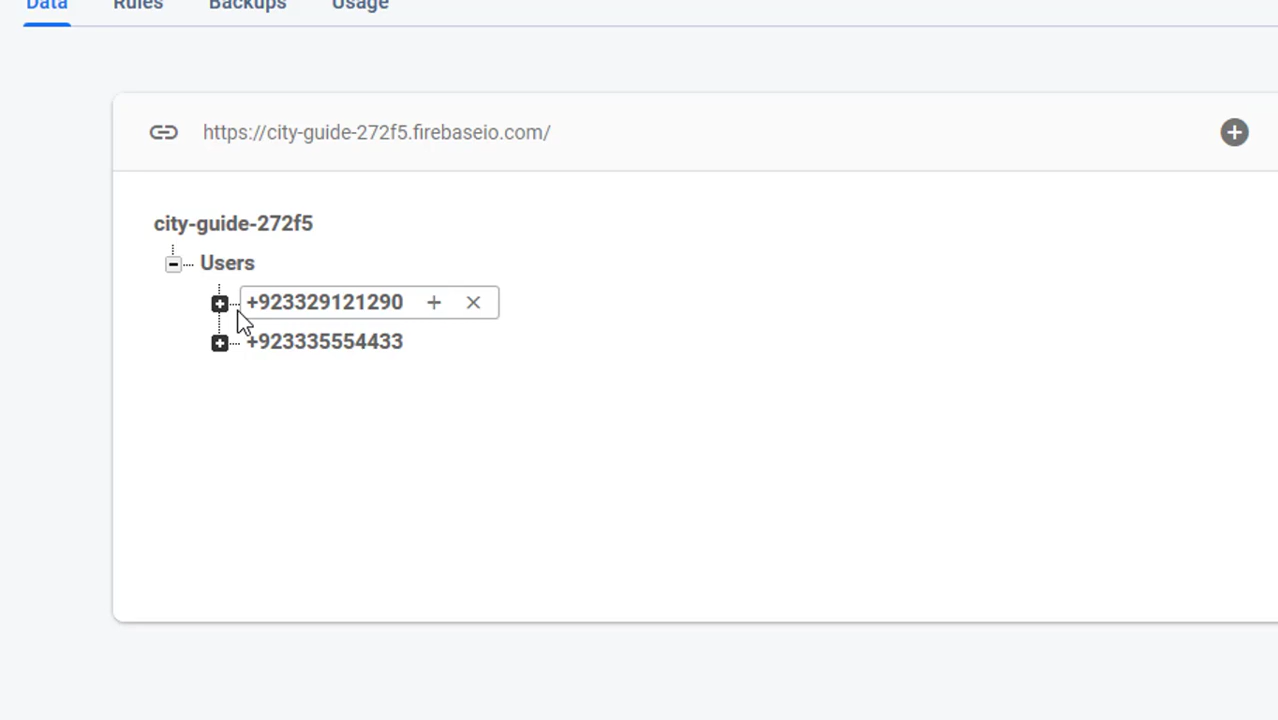 Data Rules Backups Usage
https://city-guide-272f5.firebaseio.com/
city-guide-272f5
Users
+923329121290
+923335554433